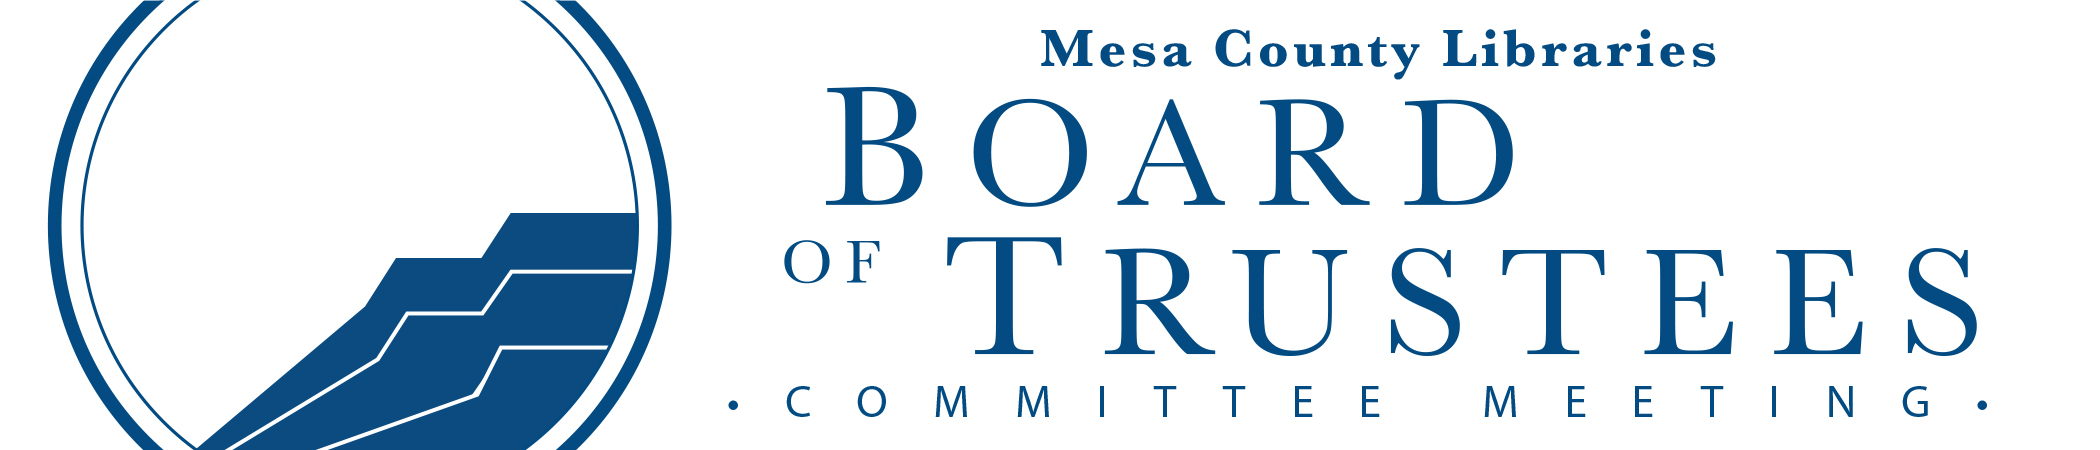 Mesa County Libraries
BOARD
OF TRUSTEES
• COMMITTEE MEETING •